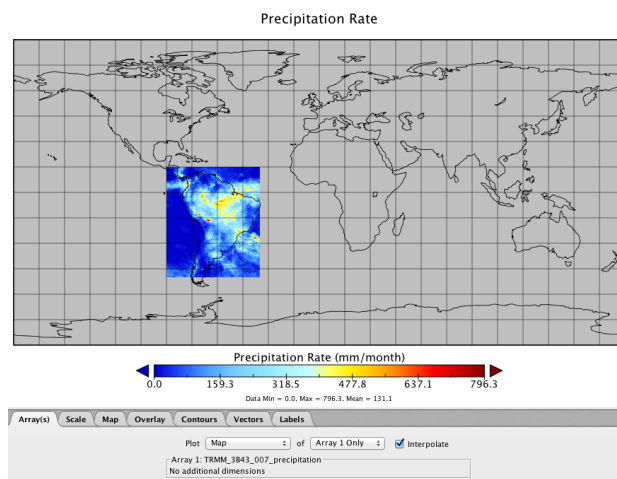 Precipitation Rate
Precipitation Rate (mm/month)
0.0 159.3 318.5 477.8 637.1 796.3
Data Min = 0.0, Max = 796.3, Mean = 131.1
Array(s) Scale Map Overlay Contours Vectors Labels
Plot Map of Array 1 Only Interpolate
Array 1: TRMM_3B43_007_precipitation
No additional dimensions